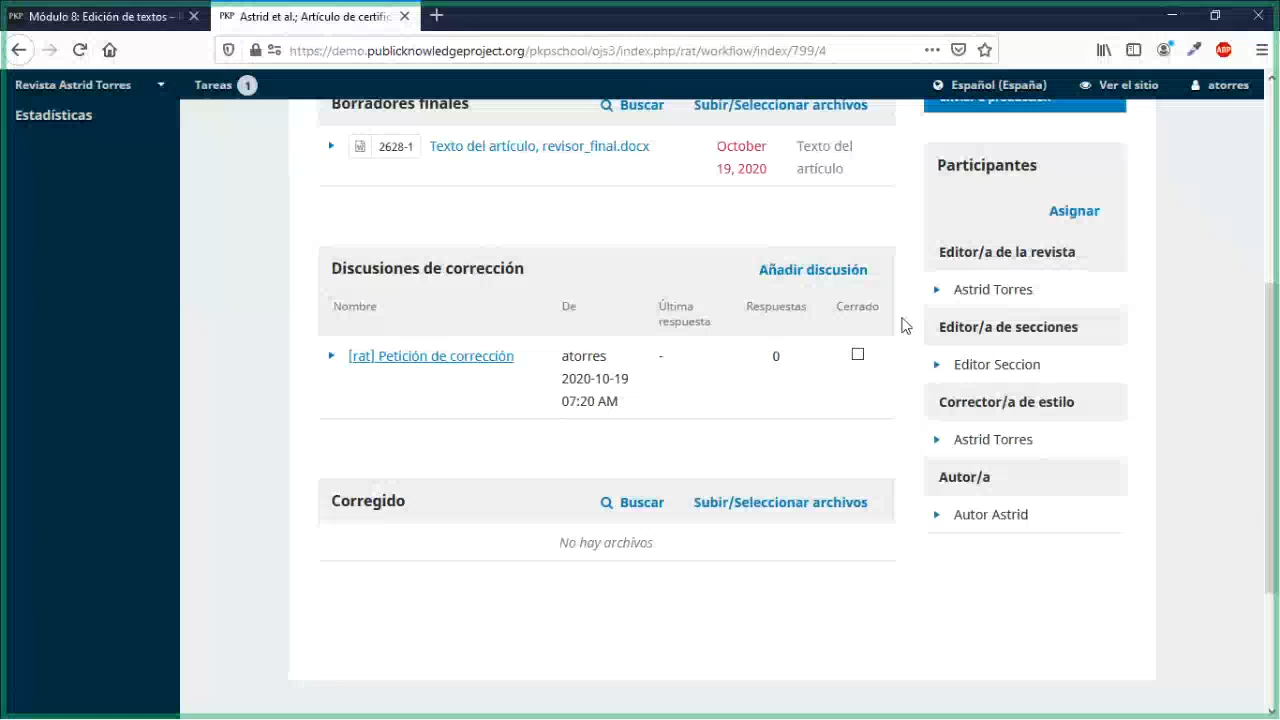 PKP Módulo 8: Edición de textos –
PKP Astrid et al.; Artículo de certific
https://demo.publicknowledgeproject.org/pkpschool/ojs3/index.php/rat/workflow/index/799/4
ABP
Revista Astrid Torres
Tareas 1
Español (España)
Ver el sitio
atorres
Estadísticas
Borradores finales
Buscar
Subir/Seleccionar archivos
2628-1
Texto del artículo, revisor_final.docx
October
19, 2020
Texto del
artículo
Discusiones de corrección
Añadir discusión
Nombre
De
Última
respuesta
Respuestas
Cerrado
[rat] Petición de corrección
atorres
2020-10-19
07:20 AM
-
0
Corregido
Buscar
Subir/Seleccionar archivos
No hay archivos
Enviar a producción
Participantes
Asignar
Editor/a de la revista
Astrid Torres
Editor/a de secciones
Editor Seccion
Corrector/a de estilo
Astrid Torres
Autor/a
Autor Astrid